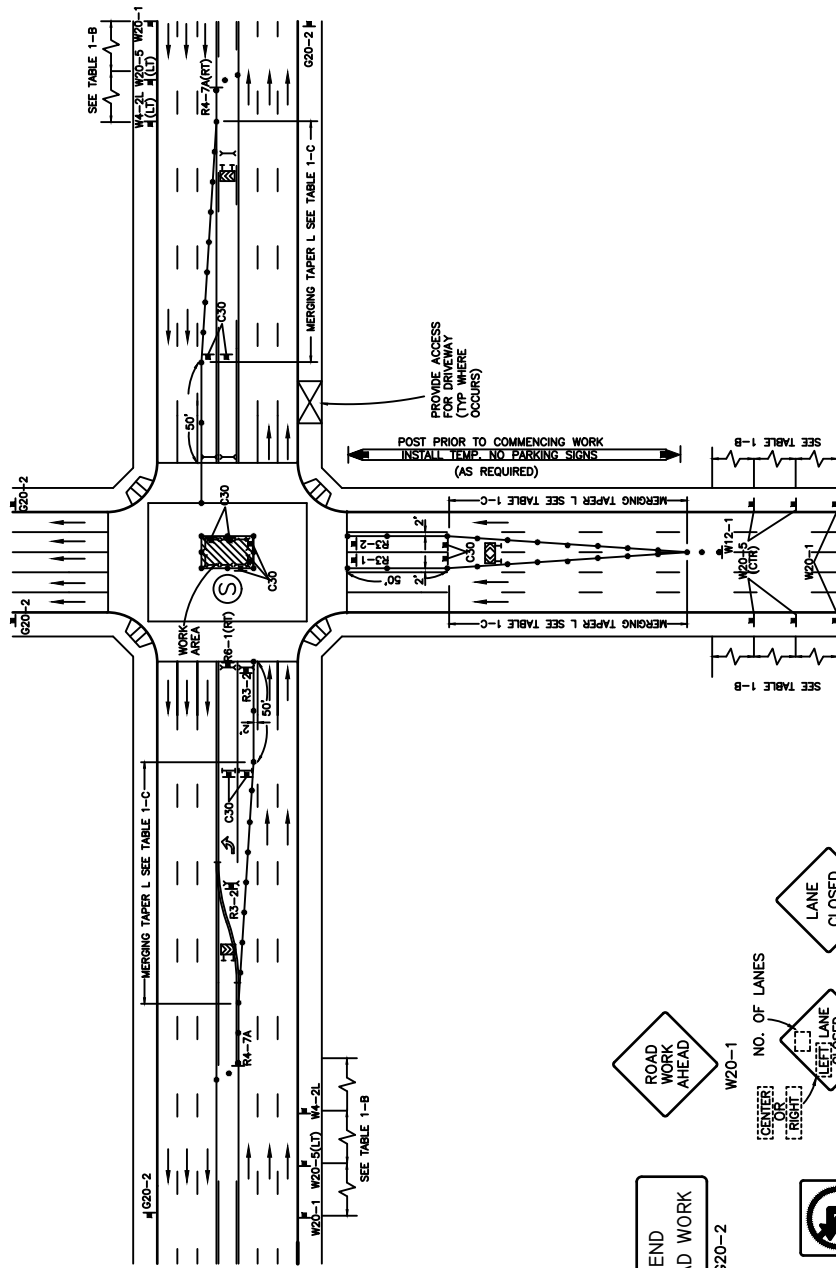 SEE TABLE 1-B
W4-2L W20-5 W20-1
(LT) (LT)
R4-7A(RT)
G20-2
MERGING TAPER L SEE TABLE 1-C
C30
50'
PROVIDE ACCESS
FOR DRIVEWAY
(TYP WHERE
OCCURS)
G20-2
G20-2
C30
C30
S
WORK
AREA
R6-1(RT)
R3-2
2'
50'
MERGING TAPER L SEE TABLE 1-C
C30
R3-2
R4-7A
G20-2
W20-1 W20-5(LT) W4-2L
SEE TABLE 1-B
POST PRIOR TO COMMENCING WORK
INSTALL TEMP. NO PARKING SIGNS
(AS REQUIRED)
R3-1
R3-2
50'
2'
2'
C30
MERGING TAPER L SEE TABLE 1-C
MERGING TAPER L SEE TABLE 1-C
W12-1
W20-5
(CTR)
W20-1
SEE TABLE 1-B
SEE TABLE 1-B
ROAD
WORK
AHEAD
W20-1
END
AD WORK
G20-2
NO. OF LANES
CENTER
OR
RIGHT
LEFT LANE
CLOSED
LANE
CLOSED